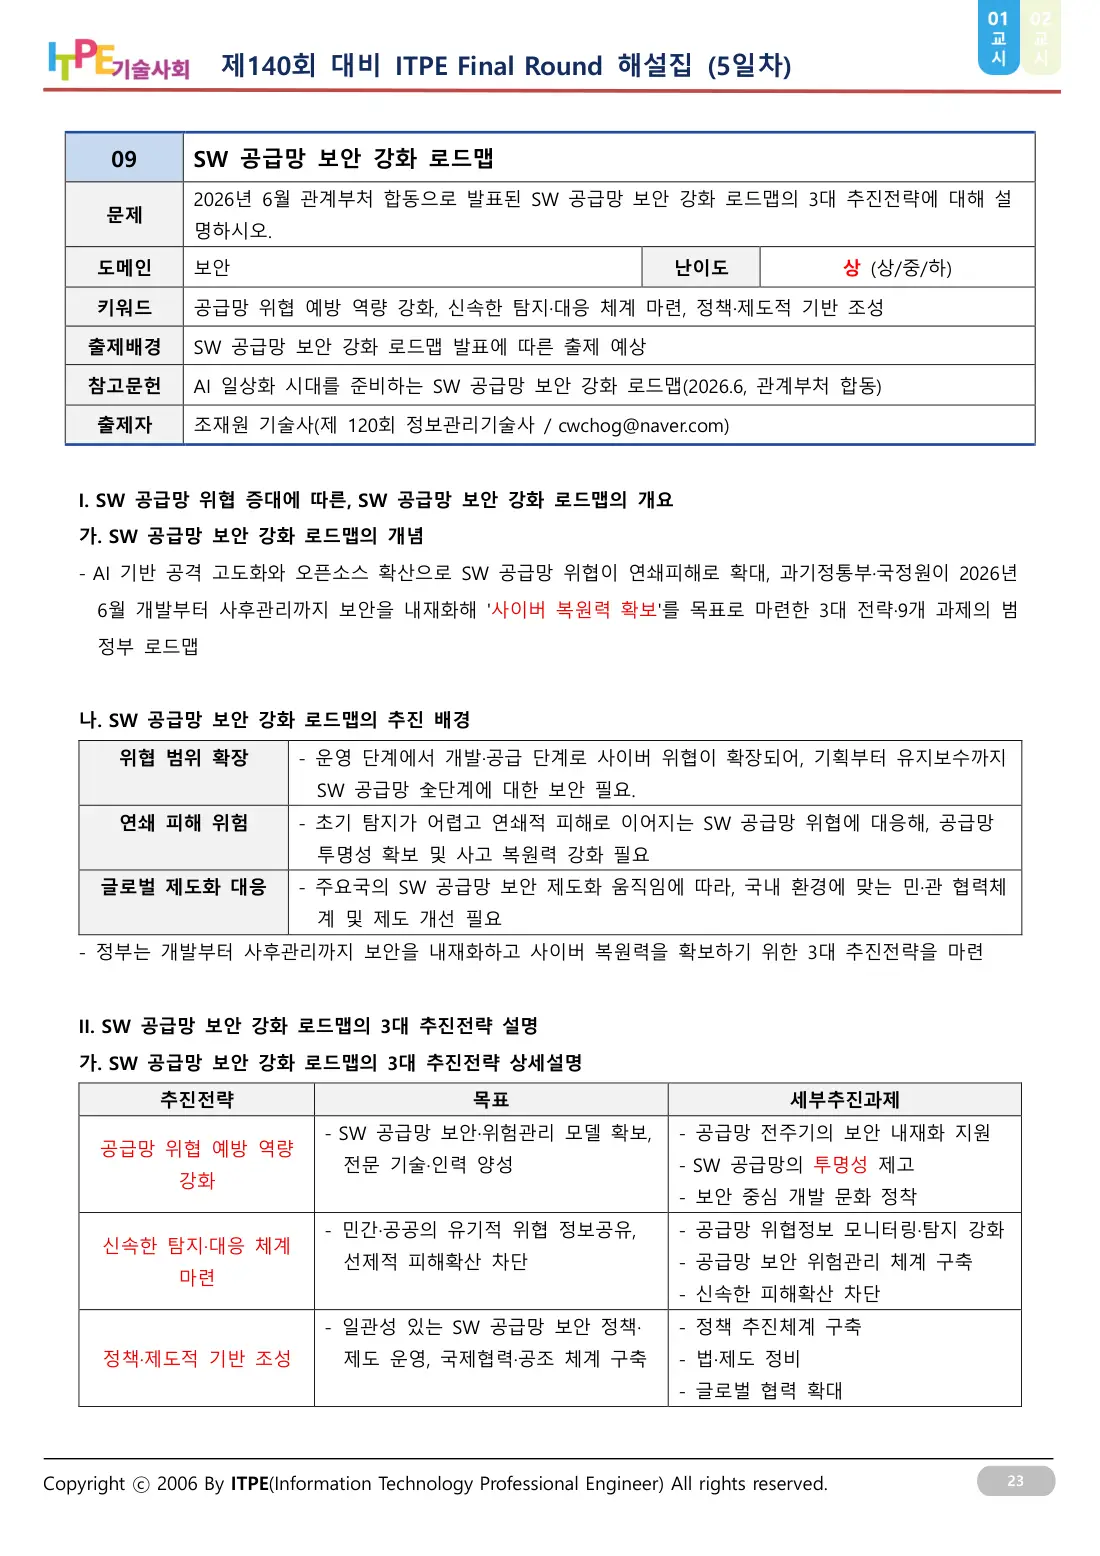 ITPE기술사회 제140회 대비 ITPE Final Round 해설집 (5일차)
01 교시
02 교시
09 SW 공급망 보안 강화 로드맵
문제 2026년 6월 관계부처 합동으로 발표된 SW 공급망 보안 강화 로드맵의 3대 추진전략에 대해 설
명하시오.
도메인 보안 난이도 상 (상/중/하)
키워드 공급망 위협 예방 역량 강화, 신속한 탐지·대응 체계 마련, 정책·제도적 기반 조성
출제배경 SW 공급망 보안 강화 로드맵 발표에 따른 출제 예상
참고문헌 AI 일상화 시대를 준비하는 SW 공급망 보안 강화 로드맵(2026.6, 관계부처 합동)
출제자 조재원 기술사(제 120회 정보관리기술사 / cwchog@naver.com)
I. SW 공급망 위협 증대에 따른, SW 공급망 보안 강화 로드맵의 개요
가. SW 공급망 보안 강화 로드맵의 개념
- AI 기반 공격 고도화와 오픈소스 확산으로 SW 공급망 위협이 연쇄피해로 확대, 과기정통부·국정원이 2026년
6월 개발부터 사후관리까지 보안을 내재화해 '사이버 복원력 확보'를 목표로 마련한 3대 전략·9개 과제의 범
정부 로드맵
나. SW 공급망 보안 강화 로드맵의 추진 배경
위협 범위 확장 - 운영 단계에서 개발·공급 단계로 사이버 위협이 확장되어, 기획부터 유지보수까지
SW 공급망 全단계에 대한 보안 필요.
연쇄 피해 위험 - 초기 탐지가 어렵고 연쇄적 피해로 이어지는 SW 공급망 위협에 대응해, 공급망
투명성 확보 및 사고 복원력 강화 필요
글로벌 제도화 대응 - 주요국의 SW 공급망 보안 제도화 움직임에 따라, 국내 환경에 맞는 민·관 협력체
계 및 제도 개선 필요
- 정부는 개발부터 사후관리까지 보안을 내재화하고 사이버 복원력을 확보하기 위한 3대 추진전략을 마련
II. SW 공급망 보안 강화 로드맵의 3대 추진전략 설명
가. SW 공급망 보안 강화 로드맵의 3대 추진전략 상세설명
추진전략 목표 세부추진과제
공급망 위협 예방 역량
강화
- SW 공급망 보안·위험관리 모델 확보,
전문 기술·인력 양성
- 공급망 전주기의 보안 내재화 지원
- SW 공급망의 투명성 제고
- 보안 중심 개발 문화 정착
신속한 탐지·대응 체계
마련
- 민간·공공의 유기적 위협 정보공유,
선제적 피해확산 차단
- 공급망 위협정보 모니터링·탐지 강화
- 공급망 보안 위험관리 체계 구축
- 신속한 피해확산 차단
정책·제도적 기반 조성
- 일관성 있는 SW 공급망 보안 정책·
제도 운영, 국제협력·공조 체계 구축
- 정책 추진체계 구축
- 법·제도 정비
- 글로벌 협력 확대
Copyright ⓒ 2006 By ITPE(Information Technology Professional Engineer) All rights reserved. 23